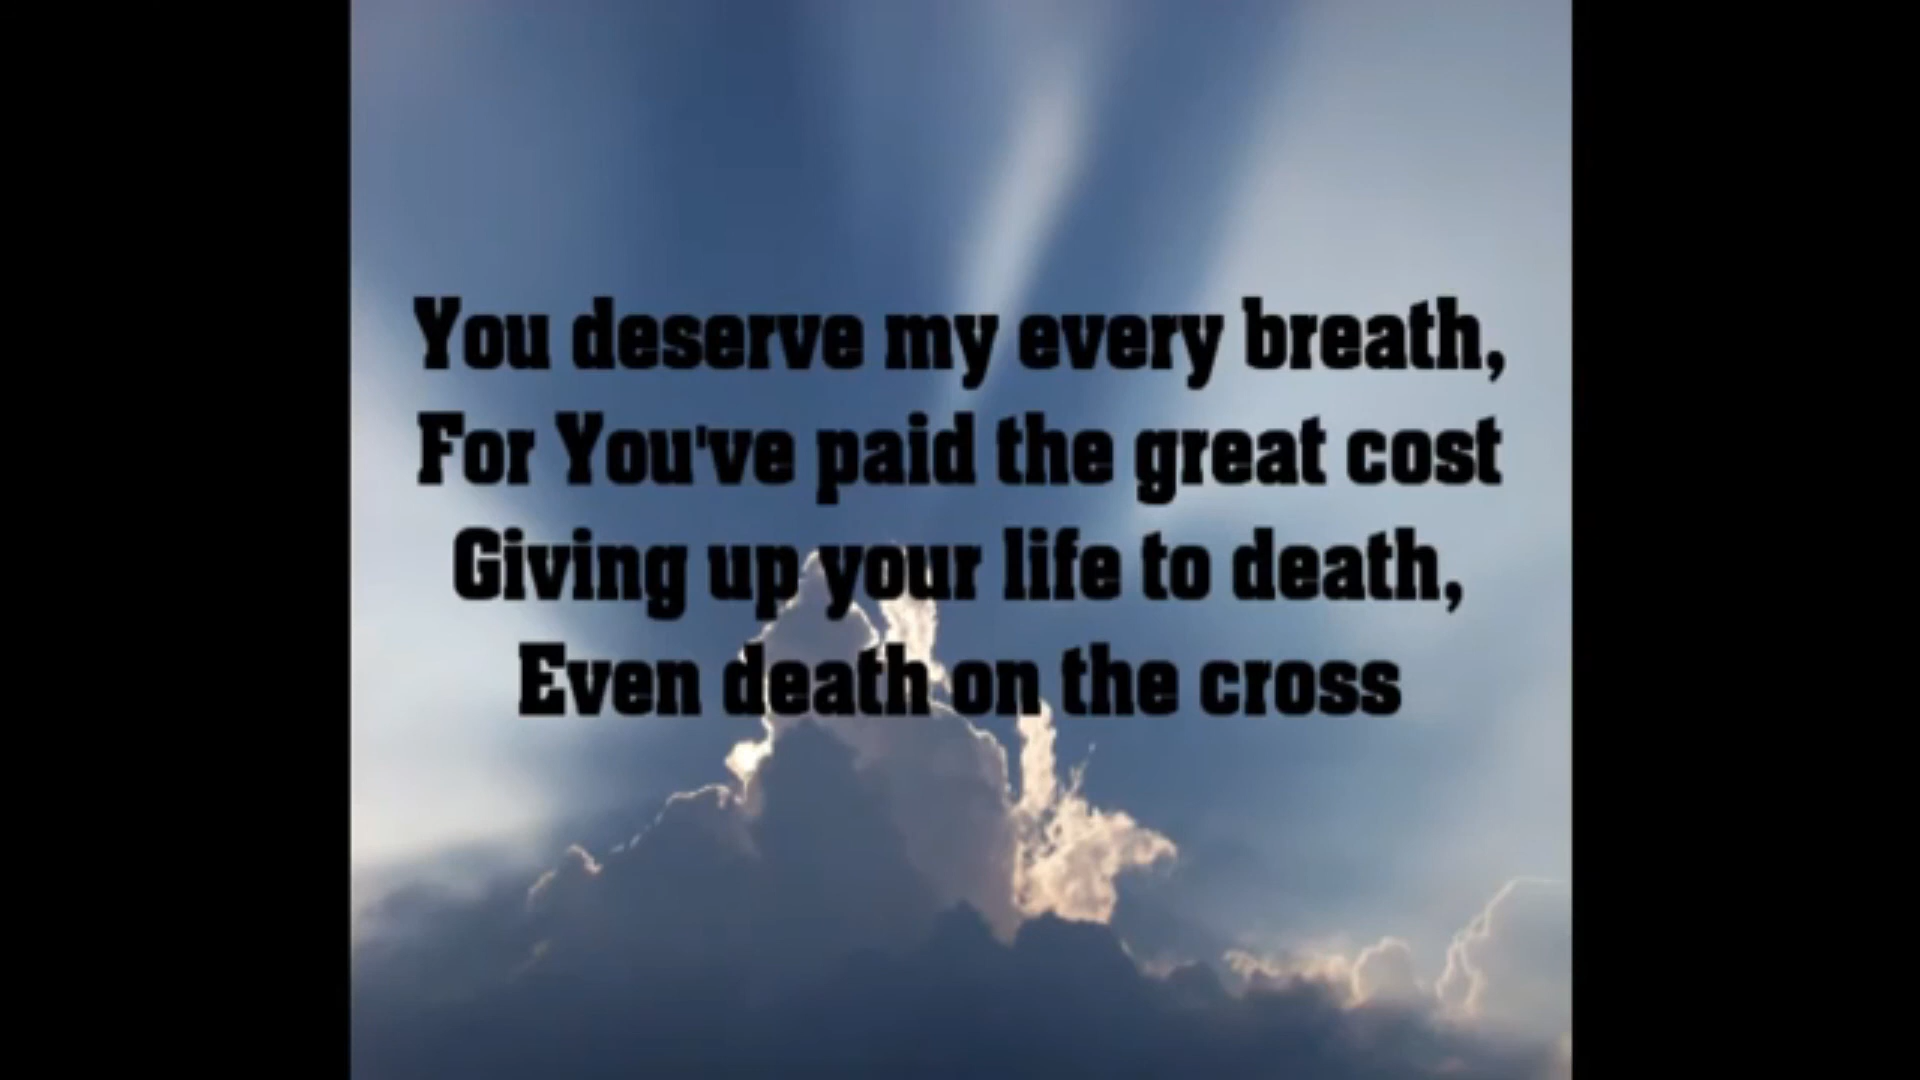 You deserve my every breath,
For You've paid the great cost
Giving up your life to death,
Even death on the cross